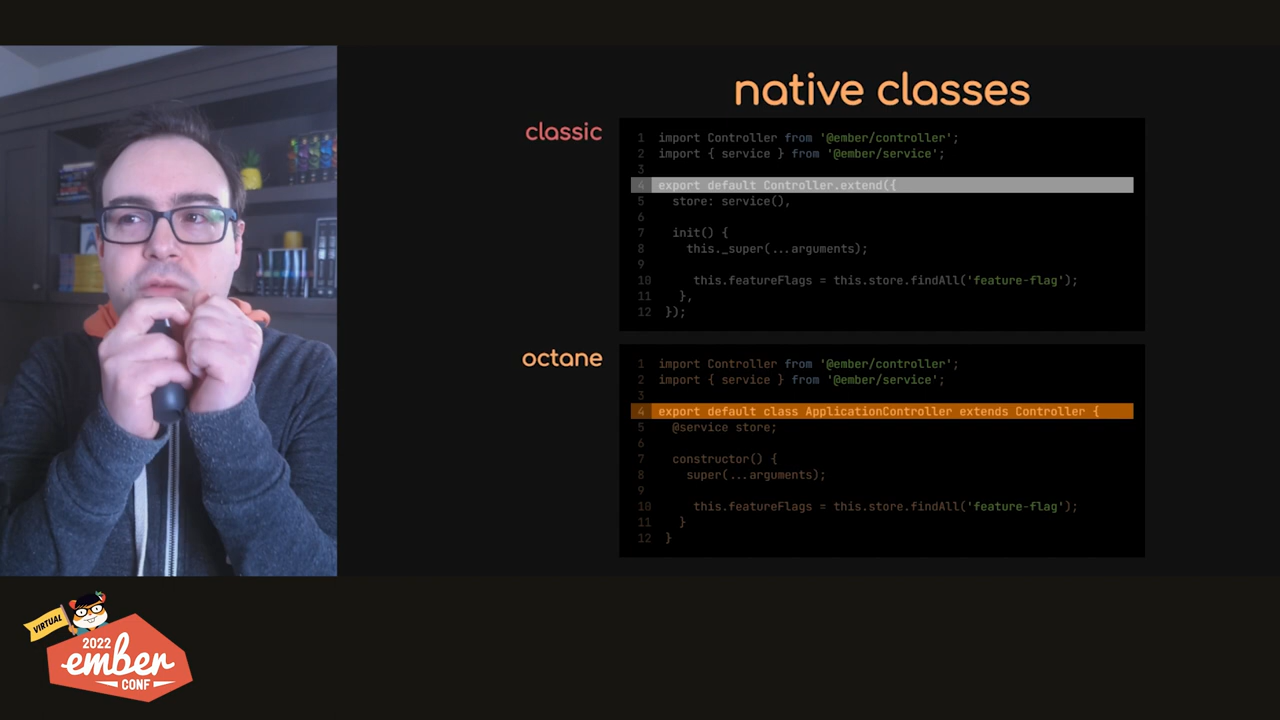 native classes
classic
1 import Controller from '@ember/controller';
2 import { service } from '@ember/service';
3
4 export default Controller.extend({
5 store: service(),
6
7 init() {
8 this._super(...arguments);
9
10 this.featureFlags = this.store.findAll('feature-flag');
11 },
12 });
octane
1 import Controller from '@ember/controller';
2 import { service } from '@ember/service';
3
4 export default class ApplicationController extends Controller {
5 @service store;
6
7 constructor() {
8 super(...arguments);
9
10 this.featureFlags = this.store.findAll('feature-flag');
11 }
12 }
VIRTUAL
2022
ember
CONF